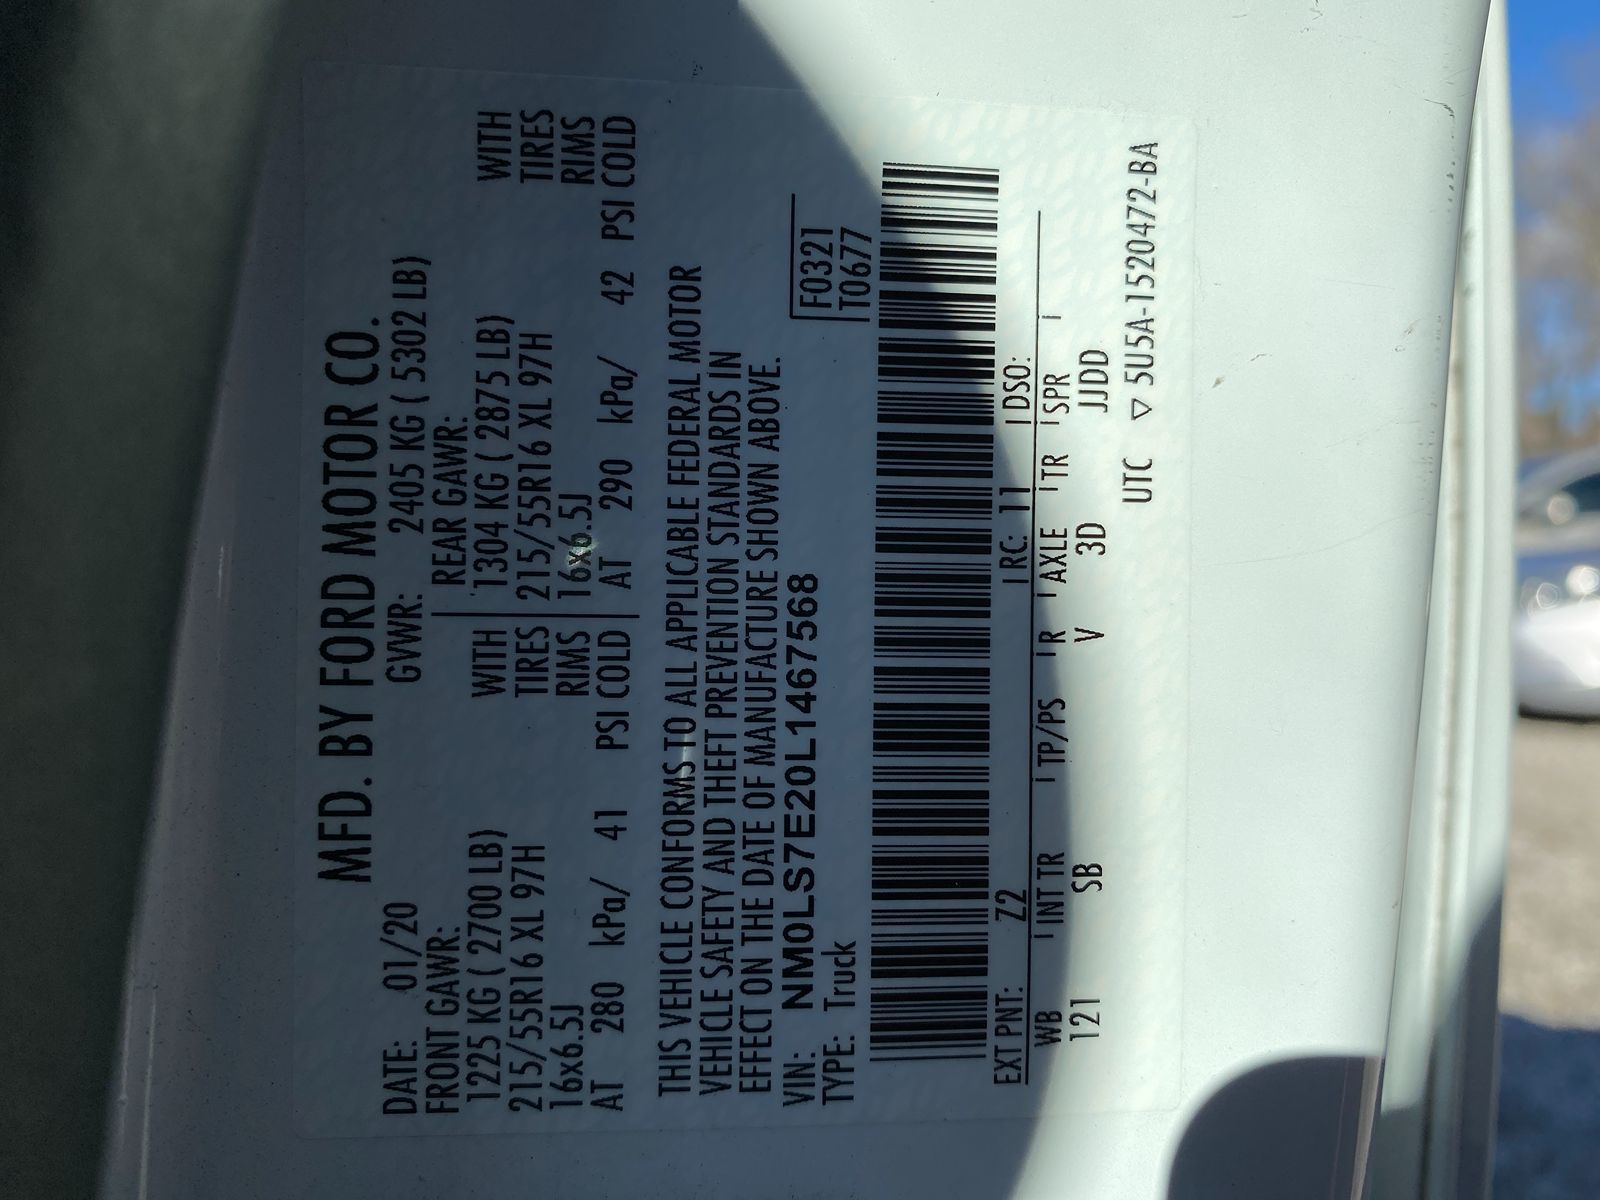 MFD. BY FORD MOTOR CO.
DATE: 01/20 GVWR: 2405 KG ( 5302 LB)
FRONT GAWR: REAR GAWR:
1225 KG ( 2700 LB) WITH 1304 KG ( 2875 LB) WITH
215/55R16 XL 97H TIRES 215/55R16 XL 97H TIRES
16x6.5J RIMS 16x6.5J RIMS
AT 280 kPa/ 41 PSI COLD AT 290 kPa/ 42 PSI COLD
THIS VEHICLE CONFORMS TO ALL APPLICABLE FEDERAL MOTOR
VEHICLE SAFETY AND THEFT PREVENTION STANDARDS IN
EFFECT ON THE DATE OF MANUFACTURE SHOWN ABOVE.
VIN: NM0LS7E20L1467568 F0321
TYPE: Truck T0677
EXT PNT: Z2 RC: 11 DSO:
WB INT TR TP/PS R AXLE TR SPR
121 SB V 3D JJDD
UTC ▽ 5U5A-1520472-BA